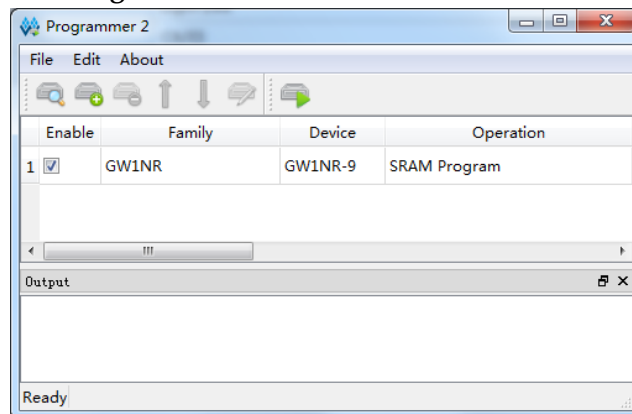 Programmer 2
File Edit About
Enable Family Device Operation
1 GW1NR GW1NR-9 SRAM Program
Output
Ready